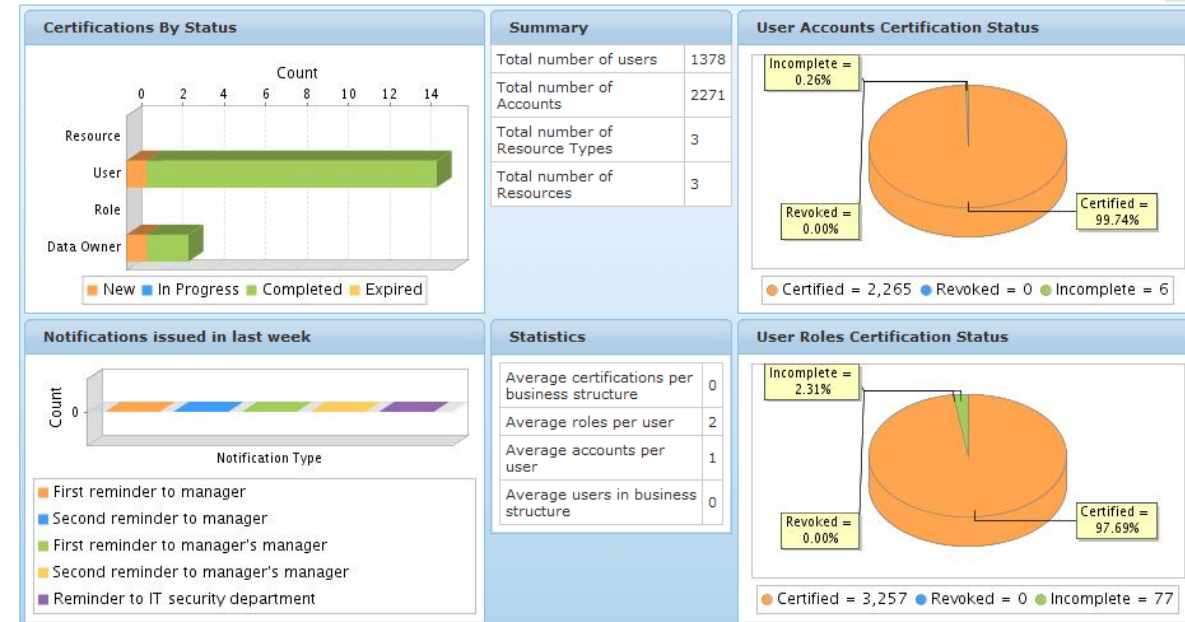 Certifications By Status
Count
0 2 4 6 8 10 12 14
Resource
User
Role
Data Owner
New In Progress Completed Expired
Summary
Total number of users 1378
Total number of
Accounts 2271
Total number of
Resource Types 3
Total number of
Resources 3
User Accounts Certification Status
Incomplete =
0.26%
Revoked =
0.00%
Certified =
99.74%
Certified = 2,265 Revoked = 0 Incomplete = 6
Notifications issued in last week
Count
0
Notification Type
First reminder to manager
Second reminder to manager
First reminder to manager's manager
Second reminder to manager's manager
Reminder to IT security department
Statistics
Average certifications per
business structure 0
Average roles per user 2
Average accounts per
user 1
Average users in business
structure 0
User Roles Certification Status
Incomplete =
2.31%
Revoked =
0.00%
Certified =
97.69%
Certified = 3,257 Revoked = 0 Incomplete = 77